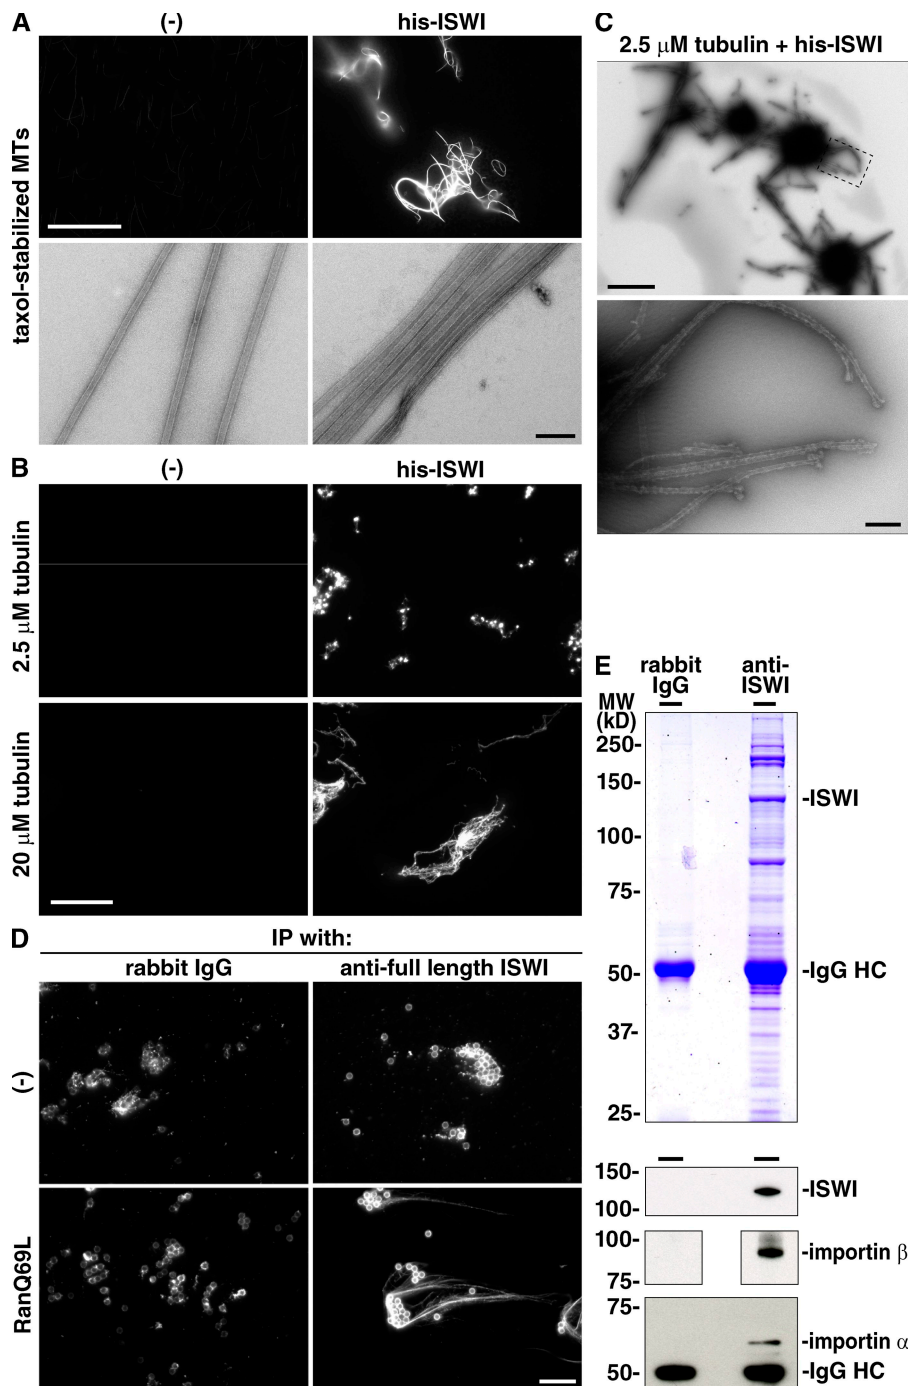 A
(-)
his-ISWI
taxol-stabilized MTs
B
(-)
his-ISWI
2.5 μM tubulin
20 μM tubulin
C
2.5 μM tubulin + his-ISWI
D
IP with:
rabbit IgG
anti-full length ISWI
(-)
RanQ69L
E
rabbit
IgG
anti-
ISWI
MW
(kD)
250-
150-
-ISWI
100-
75-
50-
-IgG HC
37-
25-
150-
-ISWI
100-
100-
-importin β
75-
75-
-importin α
50-
-IgG HC